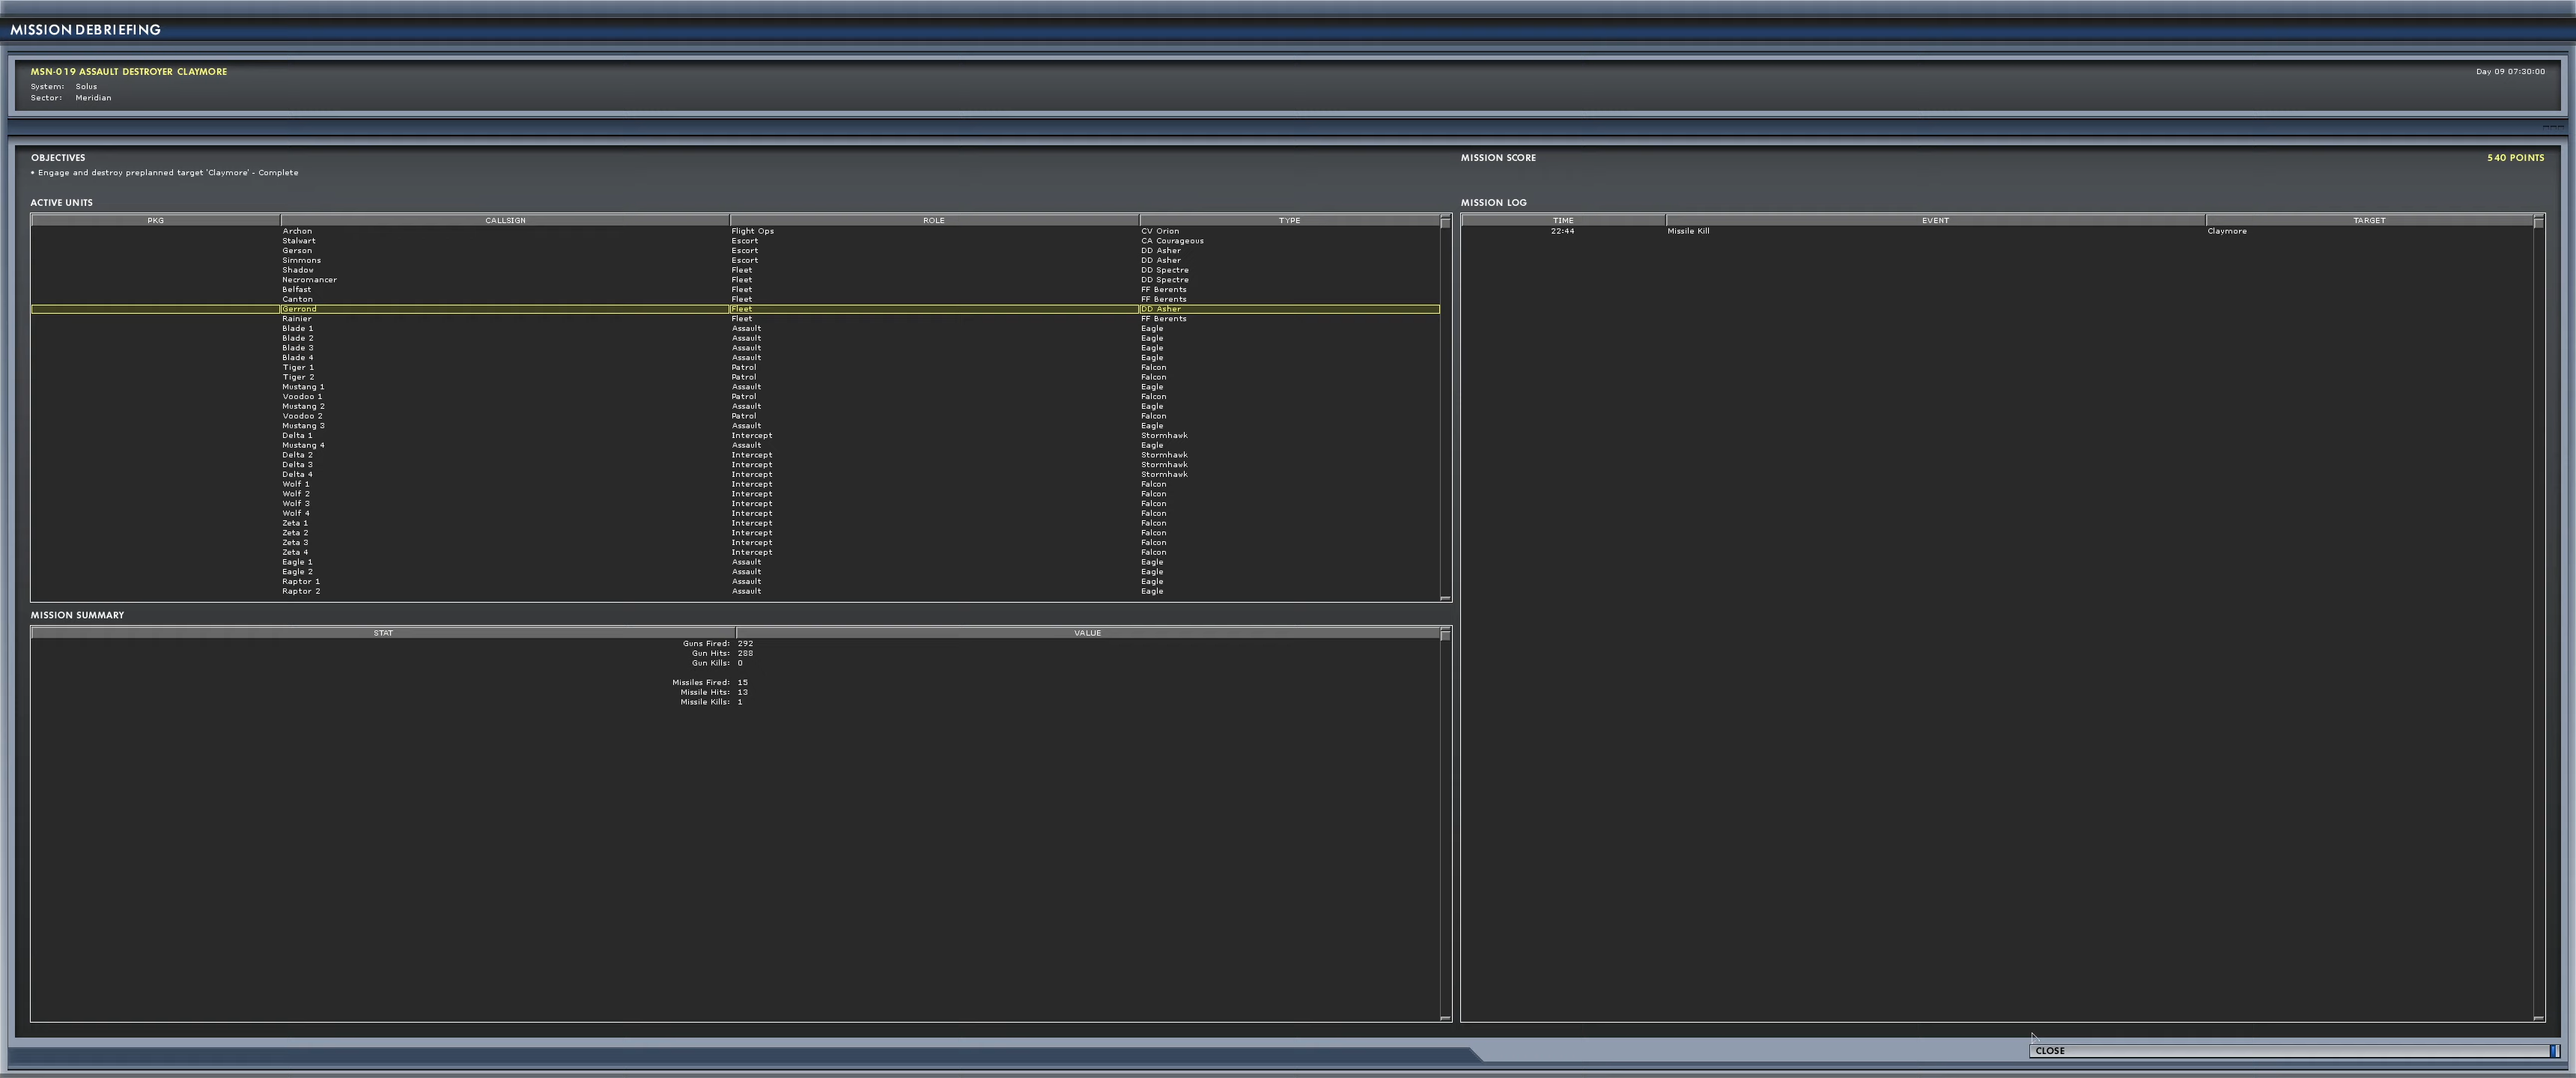 MISSION DEBRIEFING
MSN-019 ASSAULT DESTROYER CLAYMORE
Day 09 07:30:00
System: Solus
Sector: Meridian
OBJECTIVES
• Engage and destroy preplanned target 'Claymore' - Complete
MISSION SCORE 540 POINTS
ACTIVE UNITS
PKG CALLSIGN ROLE TYPE
Archon Flight Ops CV Orion
Stalwart Escort CA Courageous
Gerson Escort DD Asher
Simmons Escort DD Asher
Shadow Fleet DD Spectre
Necromancer Fleet DD Spectre
Belfast Fleet FF Berents
Canton Fleet FF Berents
Gerrond Fleet DD Asher
Rainier Fleet FF Berents
Blade 1 Assault Eagle
Blade 2 Assault Eagle
Blade 3 Assault Eagle
Blade 4 Assault Eagle
Tiger 1 Patrol Falcon
Tiger 2 Patrol Falcon
Mustang 1 Assault Eagle
Voodoo 1 Patrol Falcon
Mustang 2 Assault Eagle
Voodoo 2 Patrol Falcon
Mustang 3 Assault Eagle
Delta 1 Intercept Stormhawk
Mustang 4 Assault Eagle
Delta 2 Intercept Stormhawk
Delta 3 Intercept Stormhawk
Delta 4 Intercept Stormhawk
Wolf 1 Intercept Falcon
Wolf 2 Intercept Falcon
Wolf 3 Intercept Falcon
Wolf 4 Intercept Falcon
Zeta 1 Intercept Falcon
Zeta 2 Intercept Falcon
Zeta 3 Intercept Falcon
Zeta 4 Intercept Falcon
Eagle 1 Assault Eagle
Eagle 2 Assault Eagle
Raptor 1 Assault Eagle
Raptor 2 Assault Eagle
MISSION SUMMARY
STAT VALUE
Guns Fired: 292
Gun Hits: 288
Gun Kills: 0
Missiles Fired: 15
Missile Hits: 13
Missile Kills: 1
MISSION LOG
TIME EVENT TARGET
22:44 Missile Kill Claymore
CLOSE